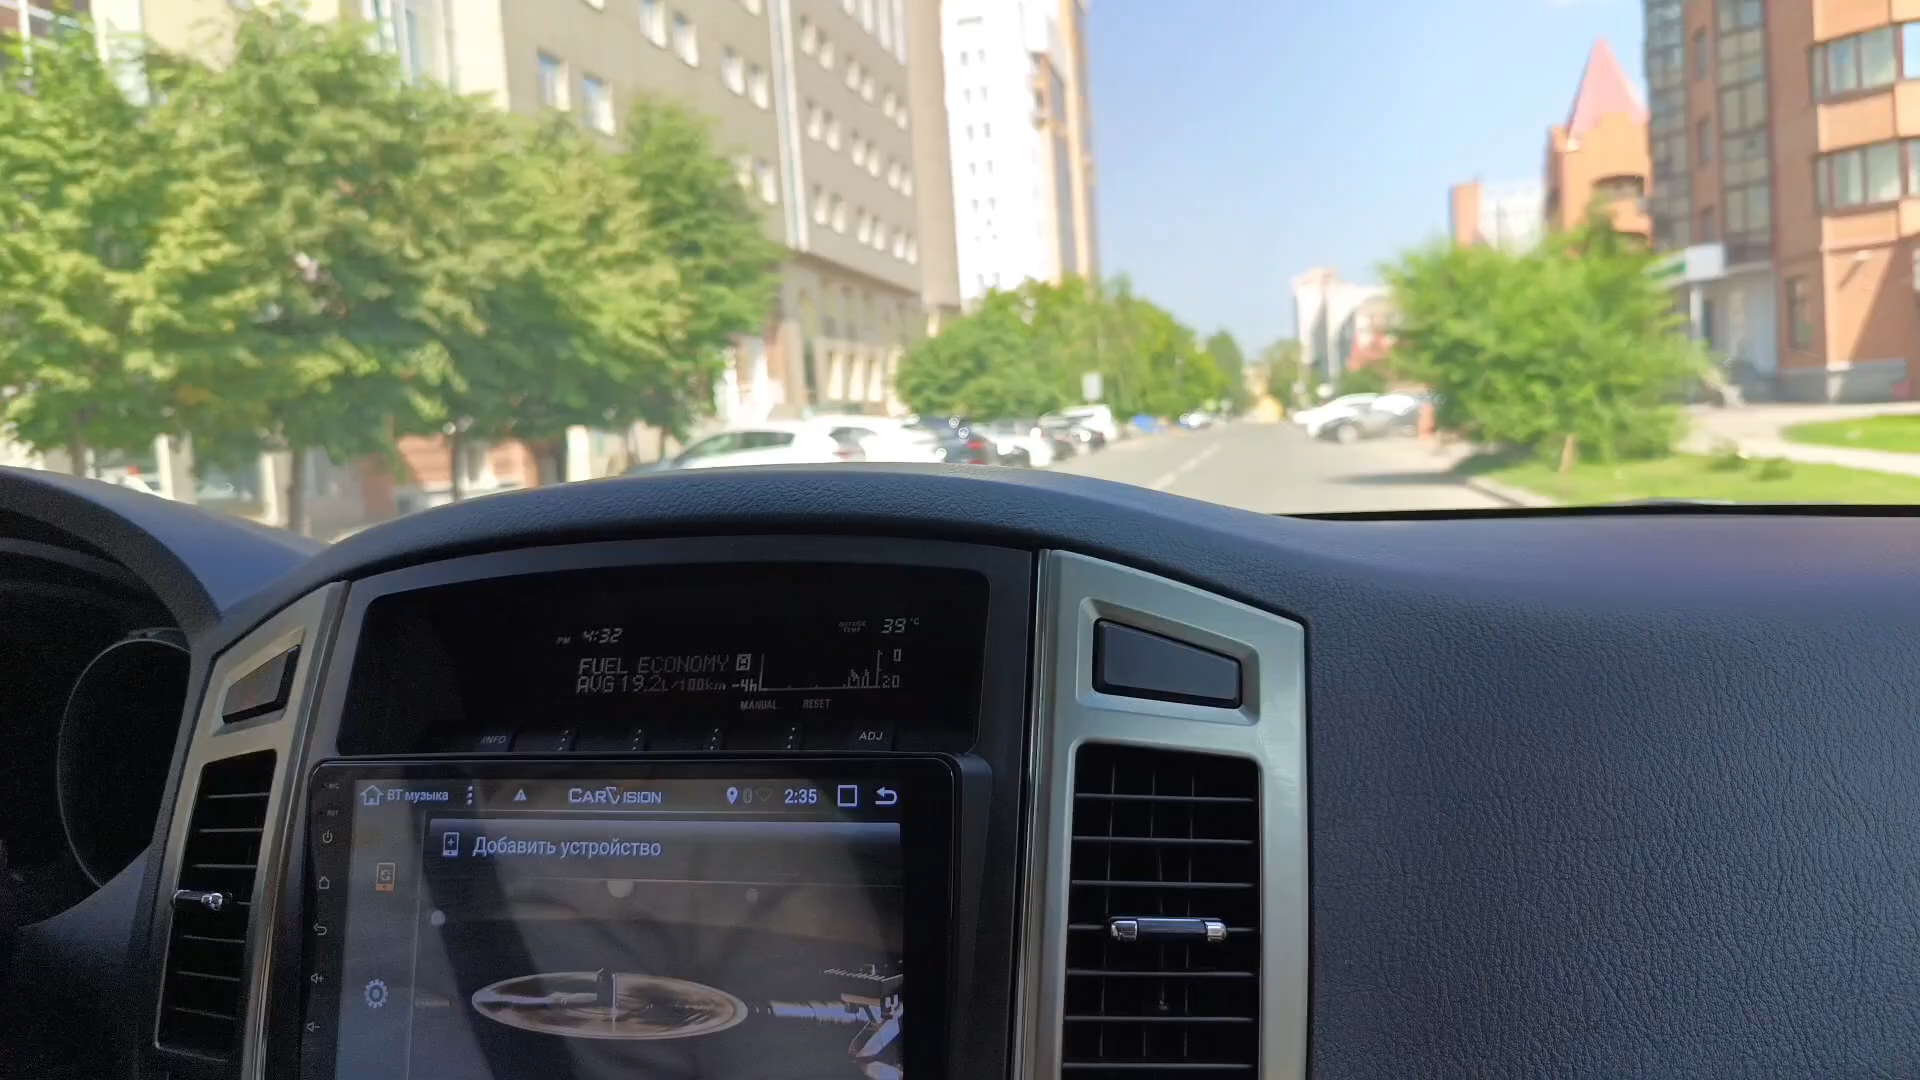 PM 4:32
OUTSIDE TEMP 39 °C
FUEL ECONOMY A
AVG 19.2L/100km -4h
0
20
MANUAL RESET
INFO
ADJ
BT музыка
CARVISION
0
2:35
Добавить устройство